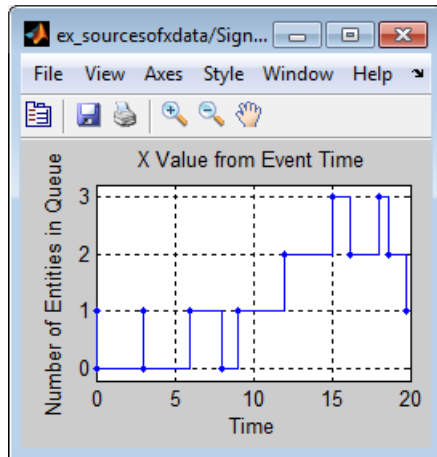 ex_sourcesofxdata/Sign...
File View Axes Style Window Help
X Value from Event Time
Number of Entities in Queue
3
2
1
0
0 5 10 15 20
Time